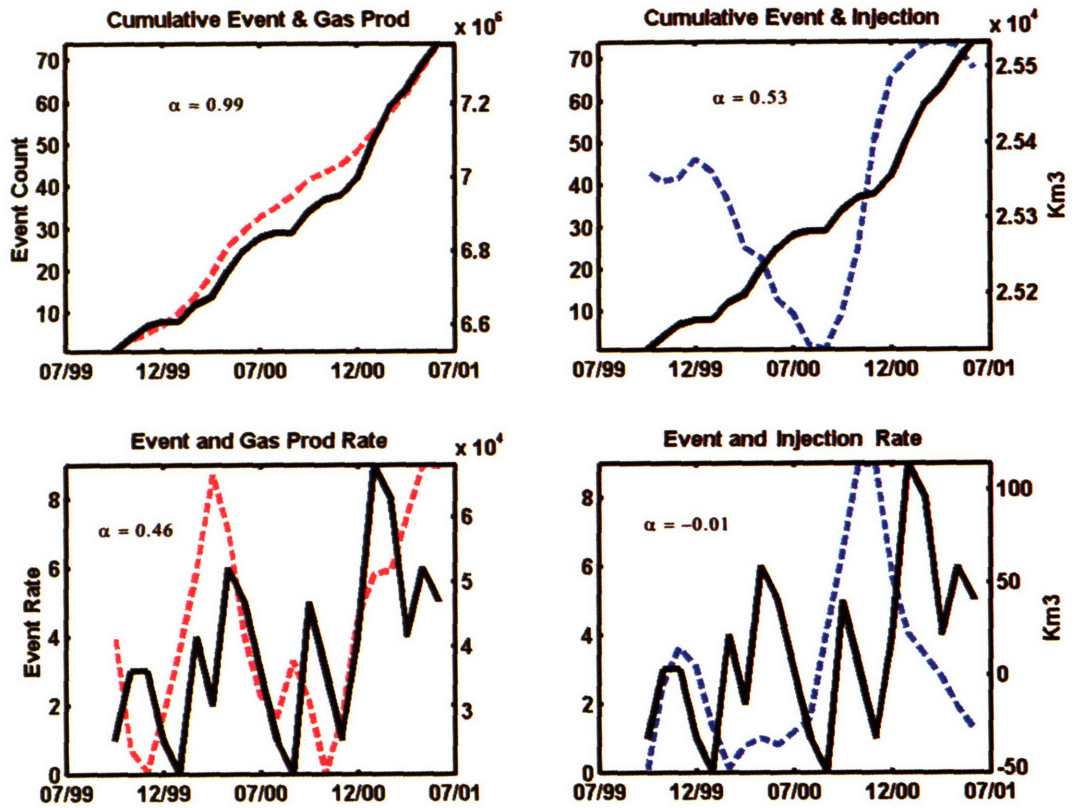 Cumulative Event & Gas Prod
x 10^6
70
60
50
40
30
20
10
Event Count
α = 0.99
7.2
7
6.8
6.6
07/99 12/99 07/00 12/00 07/01
Cumulative Event & Injection
x 10^4
70
60
50
40
30
20
10
α = 0.53
2.55
2.54
2.53
2.52
Km3
07/99 12/99 07/00 12/00 07/01
Event and Gas Prod Rate
x 10^4
8
6
4
2
0
Event Rate
α = 0.46
6
5
4
3
07/99 12/99 07/00 12/00 07/01
Event and Injection Rate
8
6
4
2
0
α = −0.01
100
50
0
-50
Km3
07/99 12/99 07/00 12/00 07/01